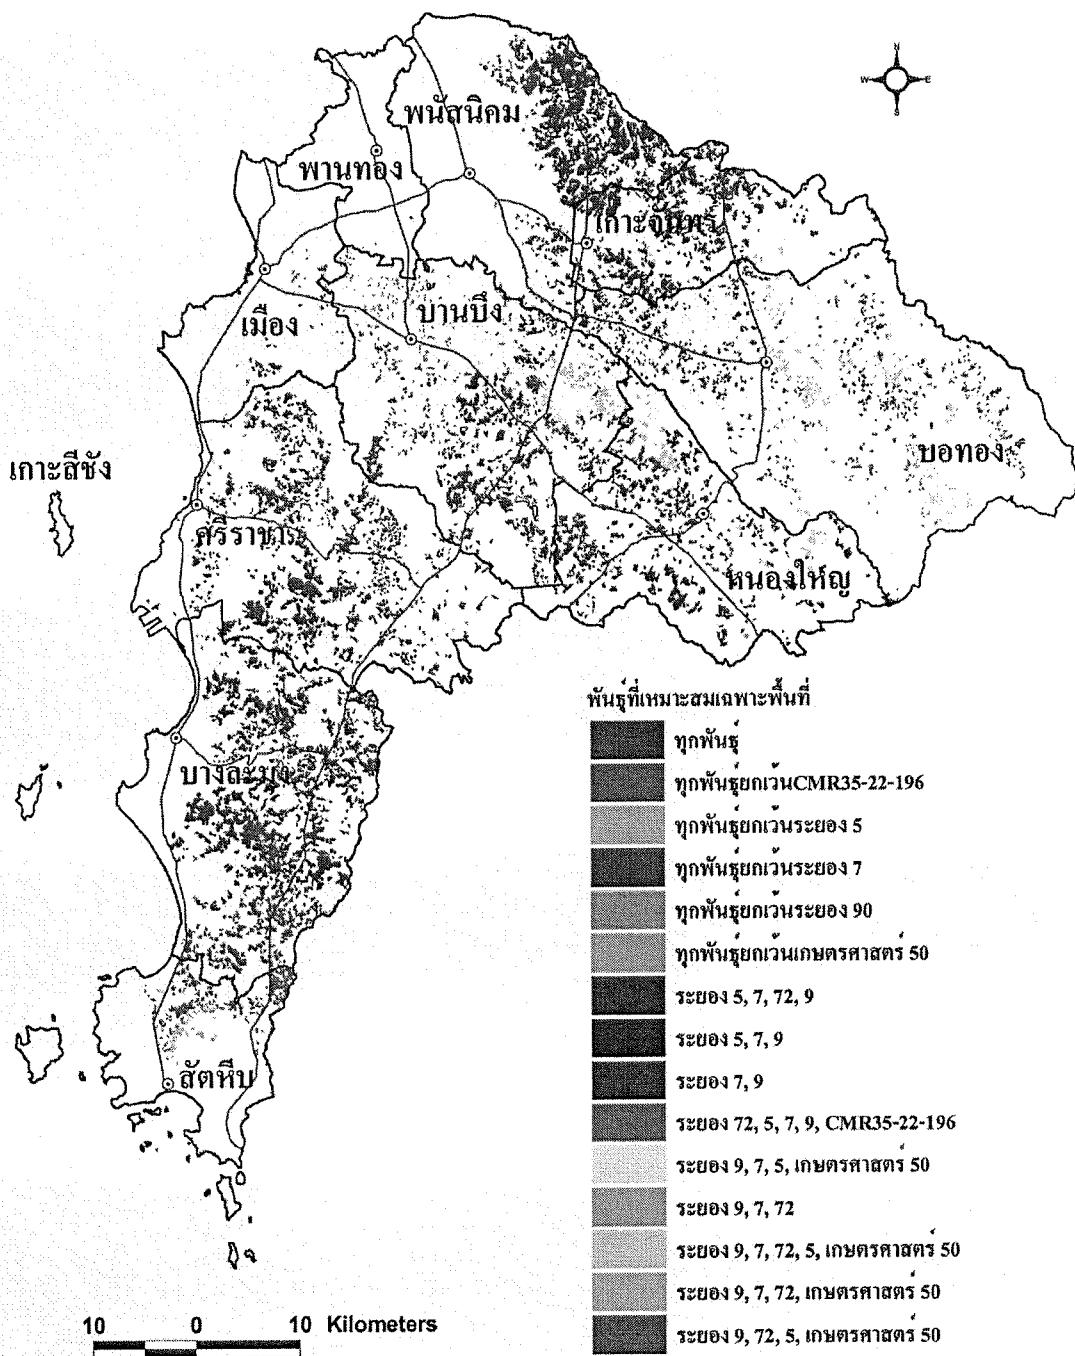 N
W E
S
พนัสนิคม
พานทอง
เกาะจันทร์
บานบึง
เมือง
บอทอง
เกาะสีชัง
ศรีราชา
หนองใหญ
บางละมุง
สัตหีบ
พันธุ์ที่เหมาะสมเฉพาะพื้นที่
ทุกพันธุ์
ทุกพันธุ์ยกเว้นCMR35-22-196
ทุกพันธุ์ยกเว้นระยอง 5
ทุกพันธุ์ยกเว้นระยอง 7
ทุกพันธุ์ยกเว้นระยอง 90
ทุกพันธุ์ยกเว้นเกษตรศาสตร์ 50
ระยอง 5, 7, 72, 9
ระยอง 5, 7, 9
ระยอง 7, 9
ระยอง 72, 5, 7, 9, CMR35-22-196
ระยอง 9, 7, 5, เกษตรศาสตร์ 50
ระยอง 9, 7, 72
ระยอง 9, 7, 72, 5, เกษตรศาสตร์ 50
ระยอง 9, 7, 72, เกษตรศาสตร์ 50
ระยอง 9, 72, 5, เกษตรศาสตร์ 50
10 0 10 Kilometers